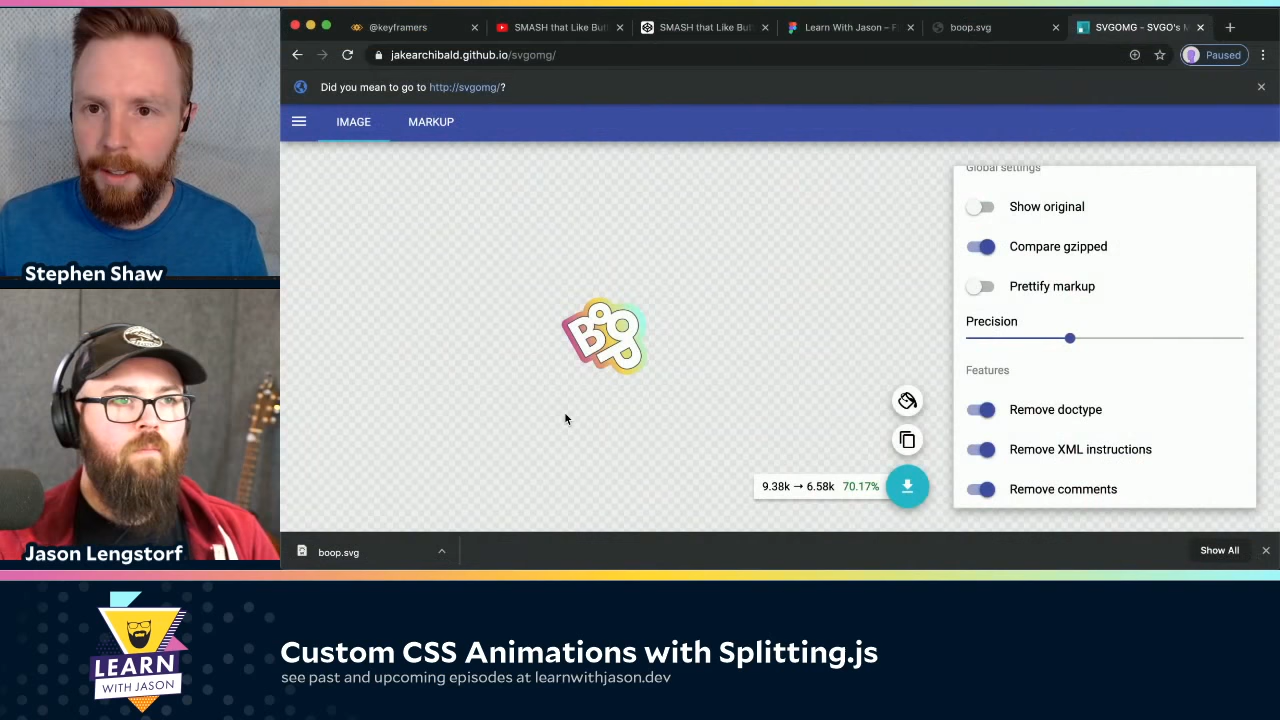 @keyframers
SMASH that Like But
SMASH that Like But
Learn With Jason – F
boop.svg
SVGOMG - SVGO's M
jakearchibald.github.io/svgomg/
Paused
Did you mean to go to http://svgomg/?
IMAGE
MARKUP
Global settings
Show original
Compare gzipped
Prettify markup
Precision
Features
Remove doctype
Remove XML instructions
Remove comments
BOOP
9.38k → 6.58k 70.17%
boop.svg
Show All
Stephen Shaw
Jason Lengstorf
LEARN
WITH JASON
Custom CSS Animations with Splitting.js
see past and upcoming episodes at learnwithjason.dev